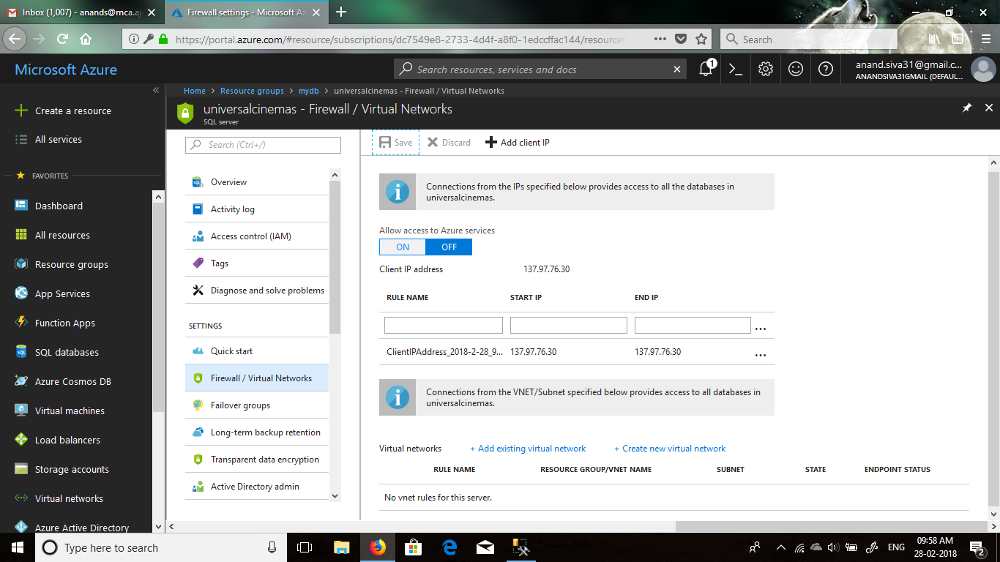 Inbox (1,007) - anands@mca.aj
Firewall settings - Microsoft Az
https://portal.azure.com/#resource/subscriptions/dc7549e8-2733-4d4f-a8f0-1edccffac144/resource
Search
Microsoft Azure
Search resources, services and docs
1
anand.siva31@gmail.c...
ANANDSIVA31GMAIL (DEFAUL...
Home > Resource groups > mydb > universalcinemas - Firewall / Virtual Networks
universalcinemas - Firewall / Virtual Networks
SQL server
Create a resource
All services
FAVORITES
Dashboard
All resources
Resource groups
App Services
Function Apps
SQL databases
Azure Cosmos DB
Virtual machines
Load balancers
Storage accounts
Virtual networks
Azure Active Directory
Search (Ctrl+/)
Overview
Activity log
Access control (IAM)
Tags
Diagnose and solve problems
SETTINGS
Quick start
Firewall / Virtual Networks
Failover groups
Long-term backup retention
Transparent data encryption
Active Directory admin
Save Discard Add client IP
Connections from the IPs specified below provides access to all the databases in
universalcinemas.
Allow access to Azure services
ON OFF
Client IP address 137.97.76.30
RULE NAME START IP END IP
...
ClientIPAddress_2018-2-28_9... 137.97.76.30 137.97.76.30 ...
Connections from the VNET/Subnet specified below provides access to all databases in
universalcinemas.
Virtual networks + Add existing virtual network + Create new virtual network
RULE NAME RESOURCE GROUP/VNET NAME SUBNET STATE ENDPOINT STATUS
No vnet rules for this server.
Type here to search
ENG
09:58 AM
28-02-2018
2